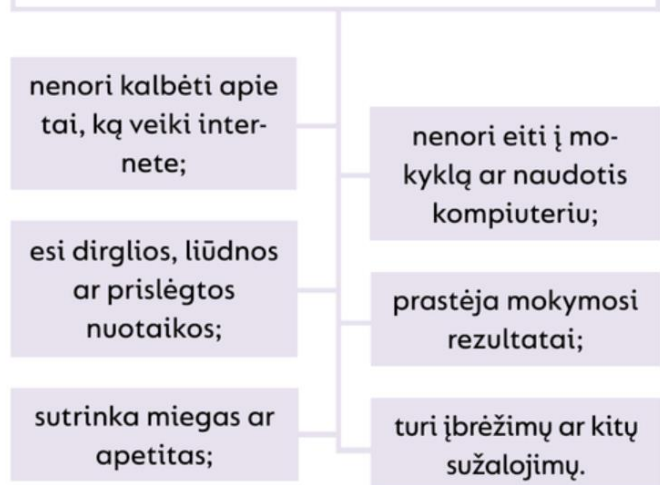 nenori kalbėti apie
tai, ką veiki inter-
nete;
nenori eiti į mo-
kyklą ar naudotis
kompiuteriu;
esi dirglios, liūdnos
ar prislėgtos
nuotaikos;
prastėja mokymosi
rezultatai;
sutrinka miegas ar
apetitas;
turi įbrėžimų ar kitų
sužalojimų.